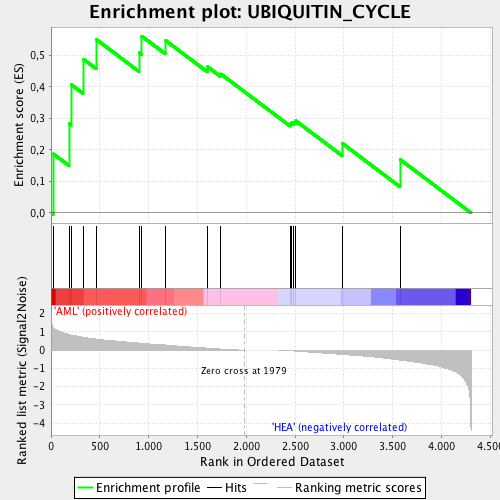 Enrichment plot: UBIQUITIN_CYCLE
Enrichment score (ES)
0,5
0,4
0,3
0,2
0,1
0,0
'AML' (positively correlated)
Ranked list metric (Signal2Noise)
2
1
0
-1
-2
-3
-4
Zero cross at 1979
'HEA' (negatively correlated)
0
500
1.000
1.500
2.000
2.500
3.000
3.500
4.000
4.500
Rank in Ordered Dataset
Enrichment profile
Hits
Ranking metric scores